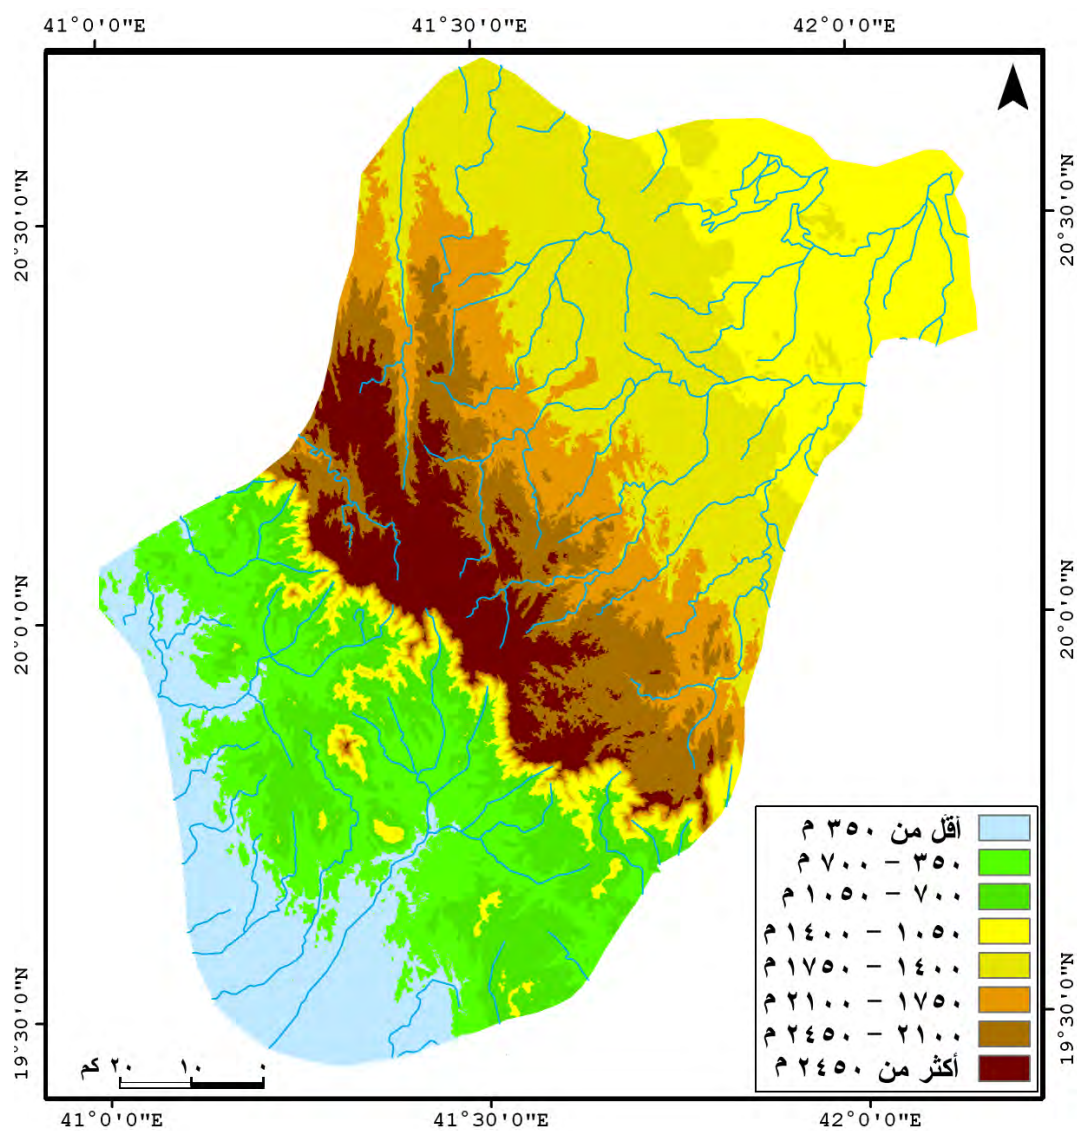 41°0'0"E 41°30'0"E 42°0'0"E
20°30'0"N
20°0'0"N
19°30'0"N
20°30'0"N
20°0'0"N
19°30'0"N
أقل من ٣٥٠ م
٣٥٠ – ٧٠٠ م
٧٠٠ – ١٠٥٠ م
١٠٥٠ – ١٤٠٠ م
١٤٠٠ – ١٧٥٠ م
١٧٥٠ – ٢١٠٠ م
٢١٠٠ – ٢٤٥٠ م
أكثر من ٢٤٥٠ م
٠ ١٠ ٢٠ كم
41°0'0"E 41°30'0"E 42°0'0"E